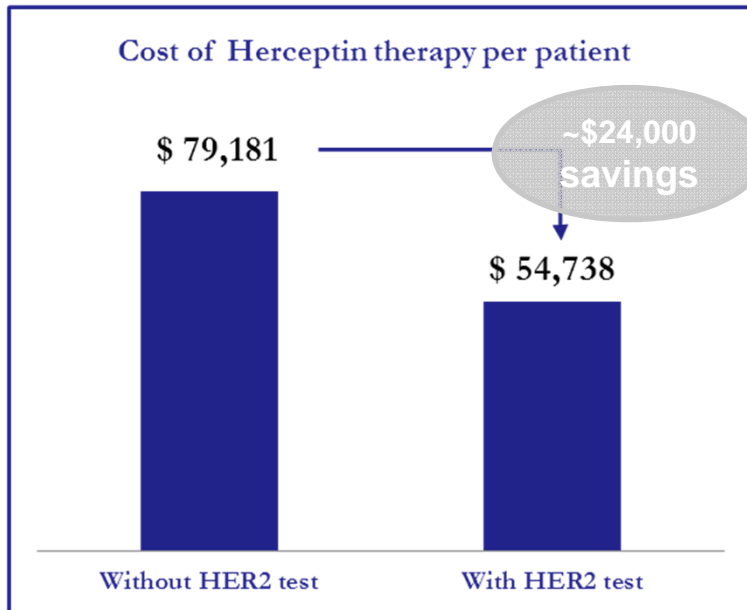 Cost of Herceptin therapy per patient
~$24,000
savings
$ 79,181
$ 54,738
Without HER2 test
With HER2 test